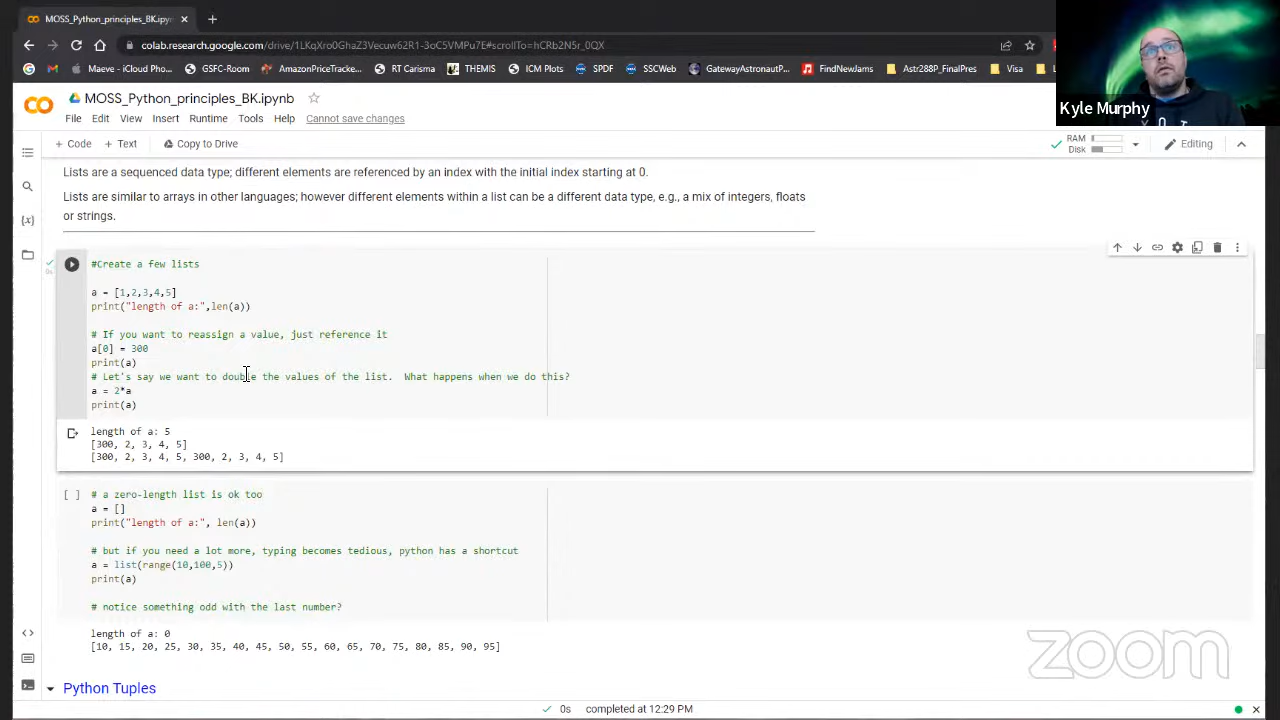 MOSS_Python_principles_BK.ipynb
colab.research.google.com/drive/1LKqXro0GhaZ3Vecuw62R1-3oC5VMPu7E#scrollTo=hCRb2N5r_0QX
M Maeve - iCloud Pho... GSFC-Room AmazonPriceTracke... RT Carisma THEMIS ICM Plots SPDF SSCWeb GatewayAstronautP... FindNewJams Astr288P_FinalPres Visa
Kyle Murphy
MOSS_Python_principles_BK.ipynb
File Edit View Insert Runtime Tools Help Cannot save changes
+ Code + Text Copy to Drive
RAM
Disk
Editing
Lists are a sequenced data type; different elements are referenced by an index with the initial index starting at 0.
Lists are similar to arrays in other languages; however different elements within a list can be a different data type, e.g., a mix of integers, floats
or strings.
0s
#Create a few lists
a = [1,2,3,4,5]
print("length of a:",len(a))
# If you want to reassign a value, just reference it
a[0] = 300
print(a)
# Let's say we want to double the values of the list.  What happens when we do this?
a = 2*a
print(a)
length of a: 5
[300, 2, 3, 4, 5]
[300, 2, 3, 4, 5, 300, 2, 3, 4, 5]
[ ] # a zero-length list is ok too
a = []
print("length of a:", len(a))
# but if you need a lot more, typing becomes tedious, python has a shortcut
a = list(range(10,100,5))
print(a)
# notice something odd with the last number?
length of a: 0
[10, 15, 20, 25, 30, 35, 40, 45, 50, 55, 60, 65, 70, 75, 80, 85, 90, 95]
zoom
Python Tuples
0s completed at 12:29 PM